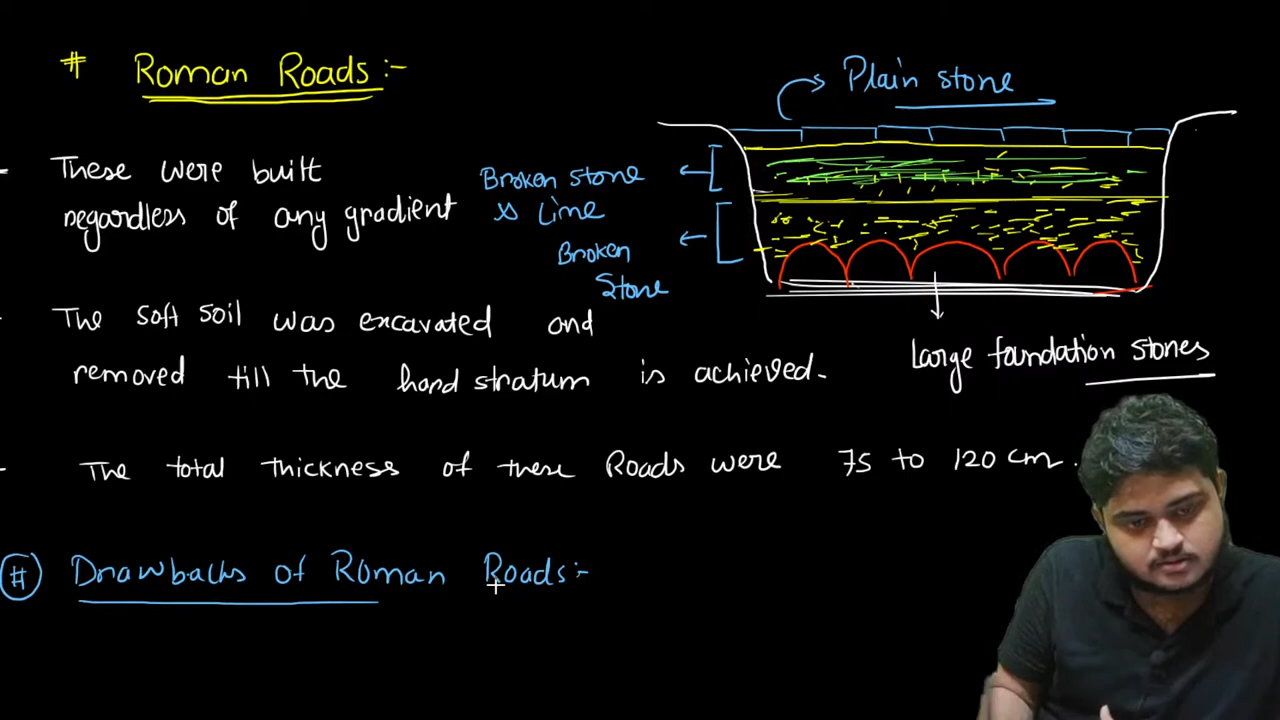 # Roman Roads :-
These were built
regardless of any gradient
The soft soil was excavated and
removed till the hard stratum is achieved.
The total thickness of these Roads were 75 to 120 cm.
# Drawbacks of Roman Roads :-
Plain stone
Broken stone
& Lime
Broken
Stone
Large foundation stones